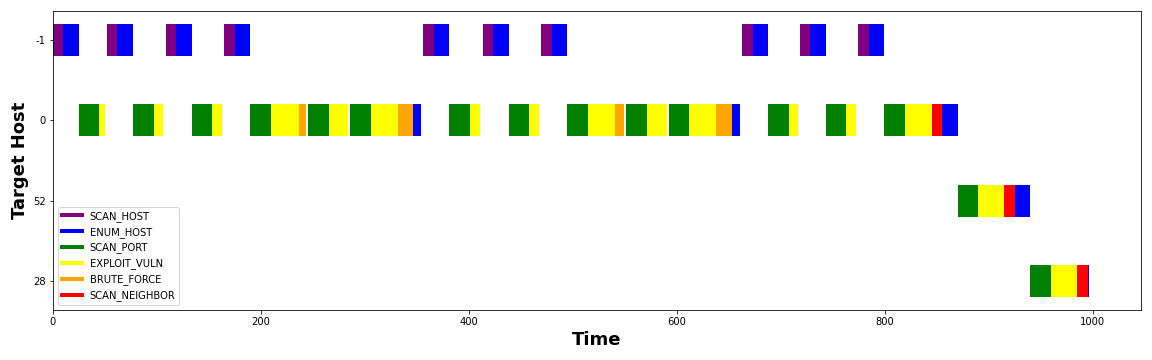 Target Host
-1
0
52
28
SCAN_HOST
ENUM_HOST
SCAN_PORT
EXPLOIT_VULN
BRUTE_FORCE
SCAN_NEIGHBOR
0 200 400 600 800 1000
Time